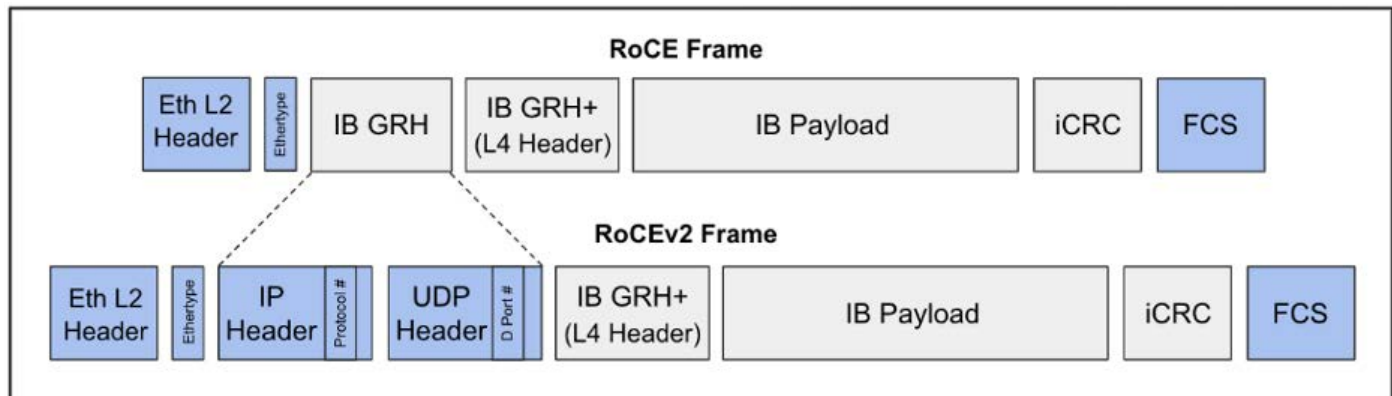 RoCE Frame
Eth L2
Header
Ethertype
IB GRH
IB GRH+
(L4 Header)
IB Payload
iCRC
FCS
RoCEv2 Frame
Eth L2
Header
Ethertype
IP
Header
Protocol #
UDP
Header
D Port #
IB GRH+
(L4 Header)
IB Payload
iCRC
FCS